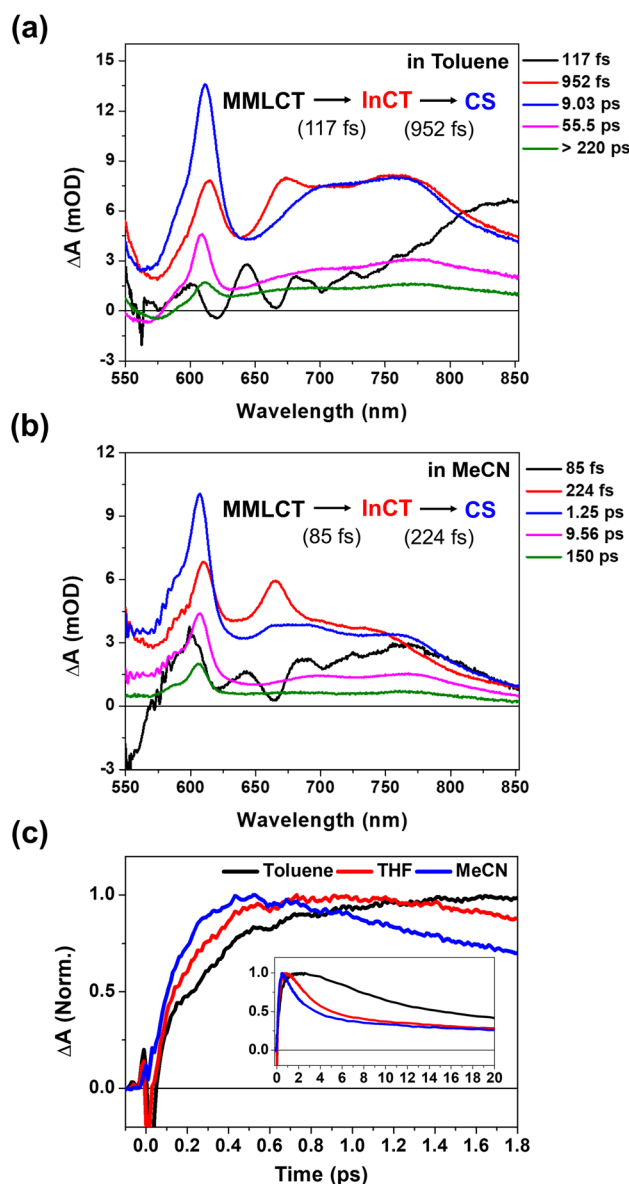 (a)
in Toluene
MMLCT → InCT → CS
(117 fs) (952 fs)
117 fs
952 fs
9.03 ps
55.5 ps
> 220 ps
ΔA (mOD)
15
12
9
6
3
0
-3
550 600 650 700 750 800 850
Wavelength (nm)
(b)
in MeCN
MMLCT → InCT → CS
(85 fs) (224 fs)
85 fs
224 fs
1.25 ps
9.56 ps
150 ps
ΔA (mOD)
12
9
6
3
0
-3
550 600 650 700 750 800 850
Wavelength (nm)
(c)
Toluene THF MeCN
ΔA (Norm.)
1.0
0.5
0.0
1.0
0.5
0.0
0 2 4 6 8 10 12 14 16 18 20
0.0 0.2 0.4 0.6 0.8 1.0 1.2 1.4 1.6 1.8
Time (ps)